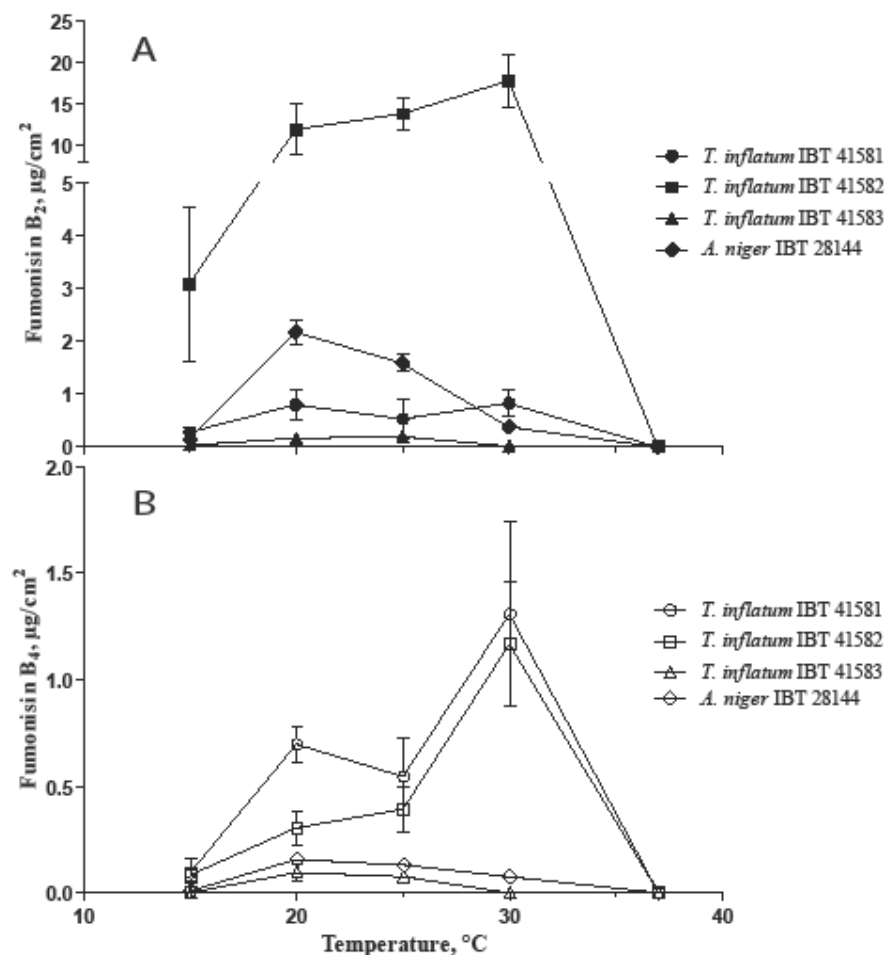 A
25
20
15
10
5
4
3
2
1
0
Fumonisin B2, µg/cm2
T. inflatum IBT 41581
T. inflatum IBT 41582
T. inflatum IBT 41583
A. niger IBT 28144
B
2.0
1.5
1.0
0.5
0.0
Fumonisin B4, µg/cm2
T. inflatum IBT 41581
T. inflatum IBT 41582
T. inflatum IBT 41583
A. niger IBT 28144
10 20 30 40
Temperature, °C